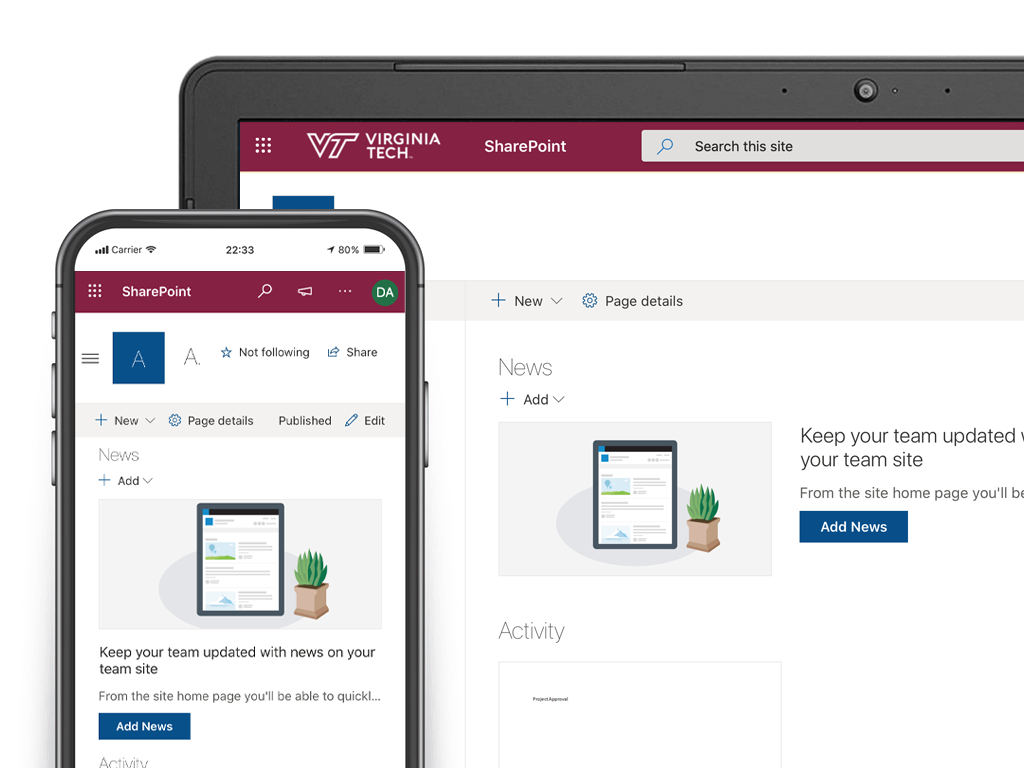 VT VIRGINIA
TECH™
SharePoint
Search this site
New
Page details
News
Add
Keep your team updated
your team site
From the site home page you'll be
Add News
Activity
Project Approval
Carrier
22:33
80%
SharePoint
...
DA
A
A.
Not following
Share
New
Page details
Published
Edit
News
Add
Keep your team updated with news on your
team site
From the site home page you'll be able to quickl...
Add News
Activity